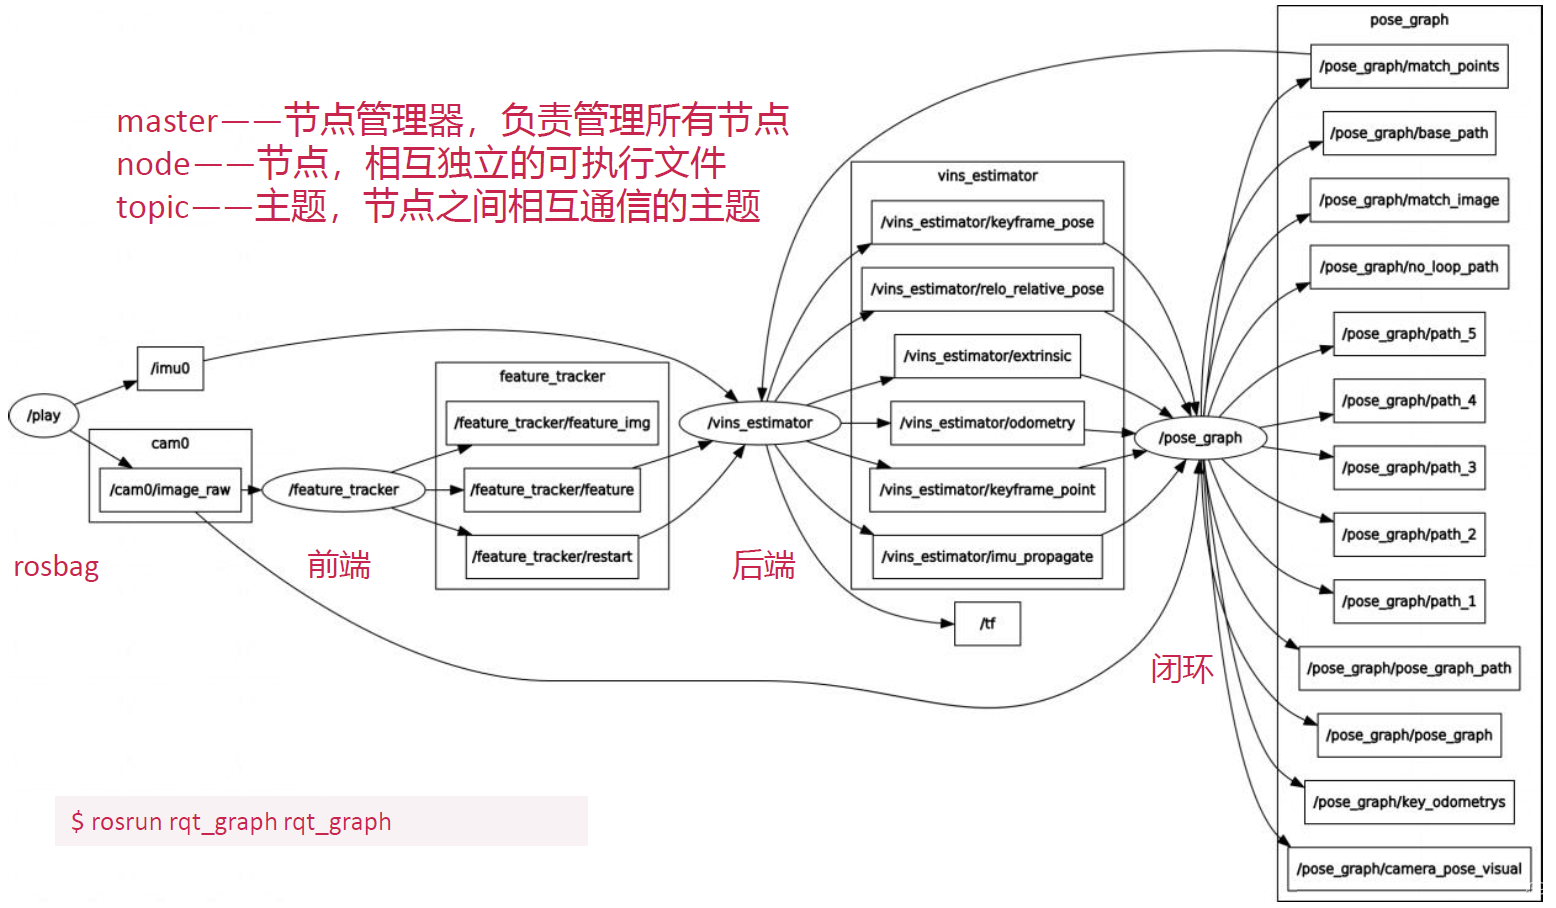 master——节点管理器，负责管理所有节点
node——节点，相互独立的可执行文件
topic——主题，节点之间相互通信的主题
/play
/imu0
cam0
/cam0/image_raw
rosbag
/feature_tracker
前端
feature_tracker
/feature_tracker/feature_img
/feature_tracker/feature
/feature_tracker/restart
/vins_estimator
后端
vins_estimator
/vins_estimator/keyframe_pose
/vins_estimator/relo_relative_pose
/vins_estimator/extrinsic
/vins_estimator/odometry
/vins_estimator/keyframe_point
/vins_estimator/imu_propagate
/tf
/pose_graph
闭环
pose_graph
/pose_graph/match_points
/pose_graph/base_path
/pose_graph/match_image
/pose_graph/no_loop_path
/pose_graph/path_5
/pose_graph/path_4
/pose_graph/path_3
/pose_graph/path_2
/pose_graph/path_1
/pose_graph/pose_graph_path
/pose_graph/pose_graph
/pose_graph/key_odometrys
/pose_graph/camera_pose_visual
$ rosrun rqt_graph rqt_graph